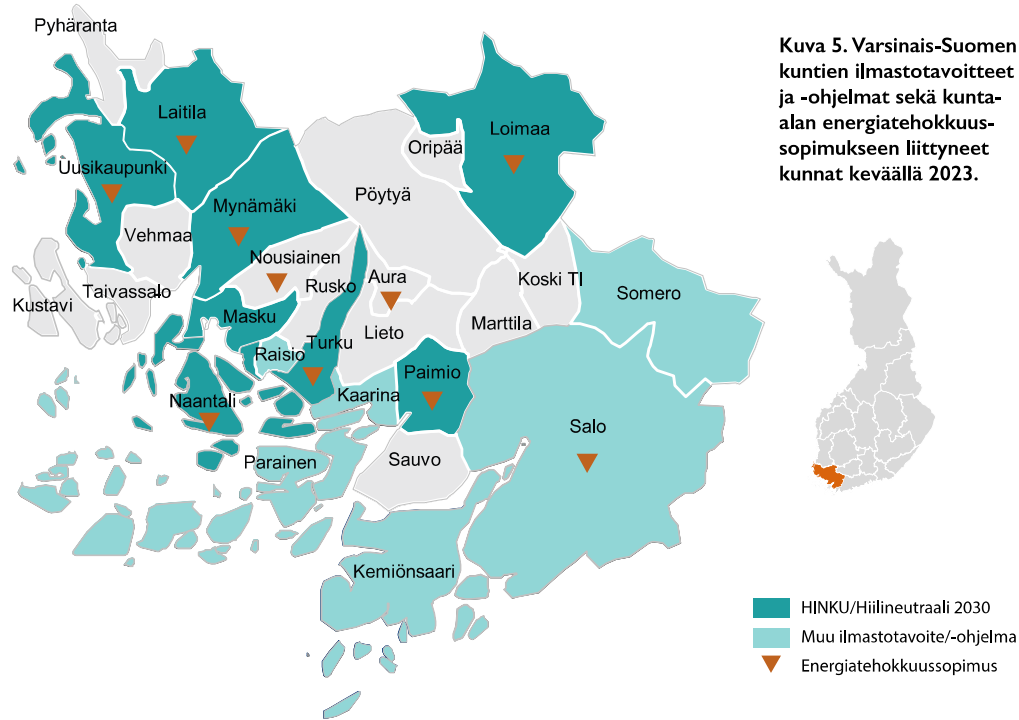 Kuva 5. Varsinais-Suomen
kuntien ilmastotavoitteet
ja -ohjelmat sekä kunta-
alan energiatehokkuus-
sopimukseen liittyneet
kunnat keväällä 2023.
Pyhäranta
Laitila
Loimaa
Oripää
Uusikaupunki
Pöytyä
Mynämäki
Vehmaa
Nousiainen
Aura
Koski Tl
Rusko
Taivassalo
Somero
Kustavi
Masku
Marttila
Turku
Lieto
Raisio
Paimio
Kaarina
Naantali
Salo
Parainen
Sauvo
Kemiönsaari
HINKU/Hiilineutraali 2030
Muu ilmastotavoite/-ohjelma
Energiatehokkuussopimus